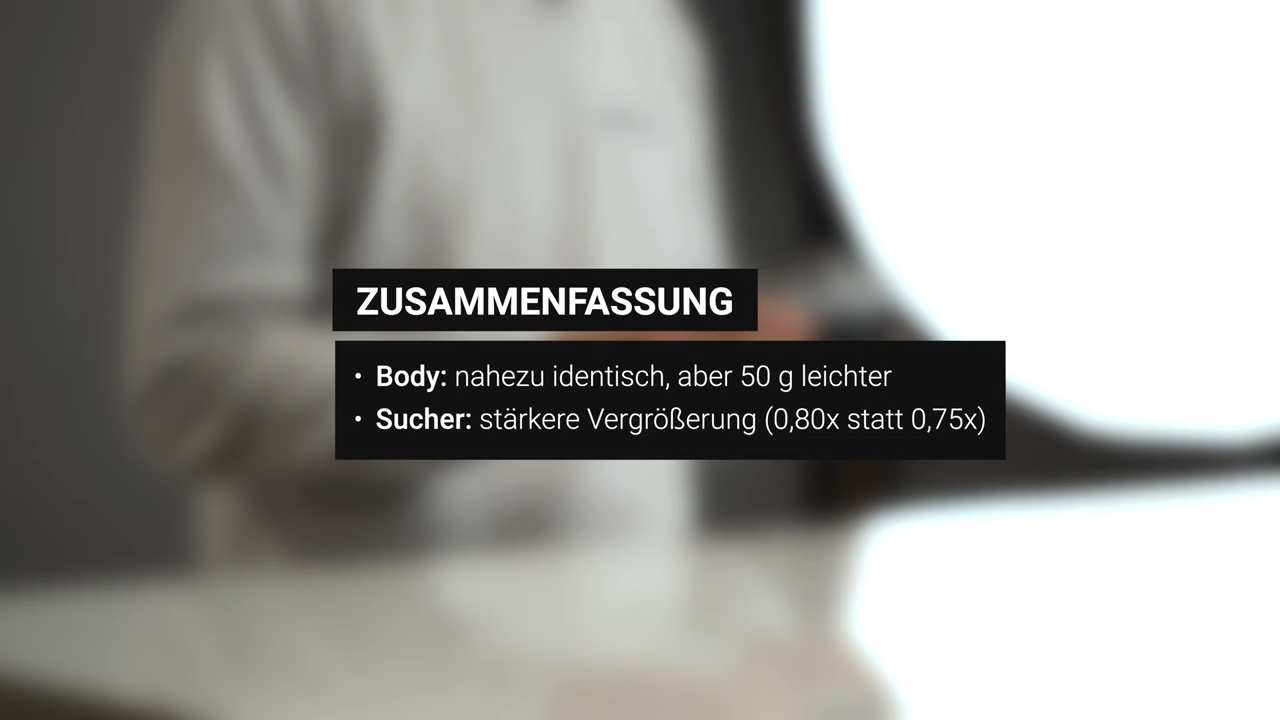 ZUSAMMENFASSUNG
• Body: nahezu identisch, aber 50 g leichter
• Sucher: stärkere Vergrößerung (0,80x statt 0,75x)